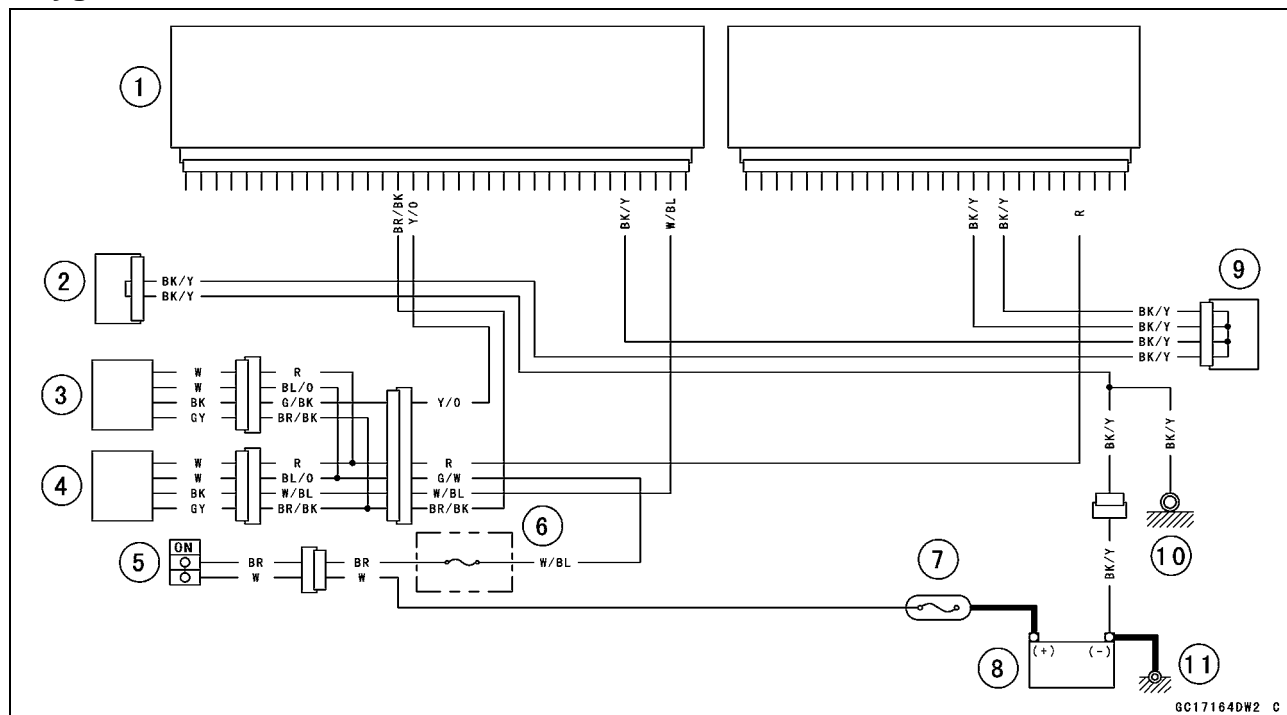 1
BR/BK
Y/O
BK/Y
W/BL
BK/Y
BK/Y
R
2
BK/Y
BK/Y
9
BK/Y
BK/Y
BK/Y
BK/Y
3
W R
W BL/O
BK G/BK Y/O
GY BR/BK
4
W R R
W BL/O G/W
BK W/BL W/BL
GY BR/BK BR/BK
BK/Y
BK/Y
5
ON
BR BR W/BL
W W
6
7
8
(+) (-)
BK/Y
10
11
GC17164DW2 C